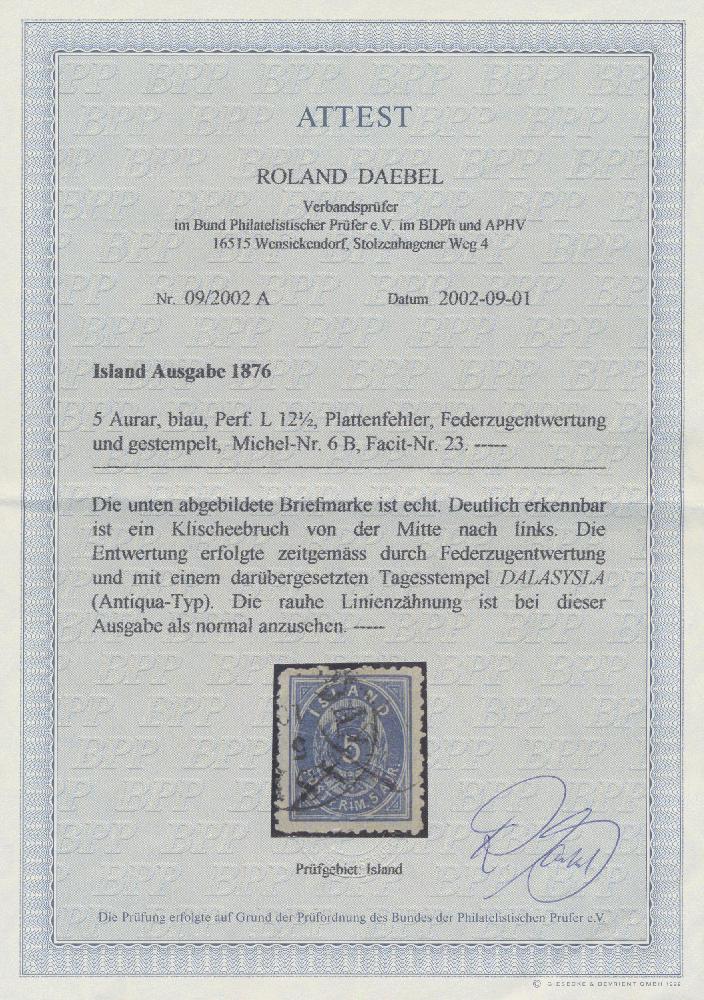 ATTEST
ROLAND DAEBEL
Verbandsprüfer
im Bund Philatelistischer Prüfer e.V. im BDPh und APHV
16515 Wensickendorf, Stolzenhagener Weg 4
Nr. 09/2002 A Datum 2002-09-01
Island Ausgabe 1876
5 Aurar, blau, Perf. L 12½, Plattenfehler, Federzugentwertung
und gestempelt, Michel-Nr. 6 B, Facit-Nr. 23. -----
Die unten abgebildete Briefmarke ist echt. Deutlich erkennbar
ist ein Klischeebruch von der Mitte nach links. Die
Entwertung erfolgte zeitgemäss durch Federzugentwertung
und mit einem darübergesetzten Tagesstempel DALASYSLA
(Antiqua-Typ). Die rauhe Linienzähnung ist bei dieser
Ausgabe als normal anzusehen. -----
ISLAND
5
Prüfgebiet: Island
Die Prüfung erfolgte auf Grund der Prüfordnung des Bundes der Philatelistischen Prüfer e.V.
© GIESECKE & DEVRIENT GMBH